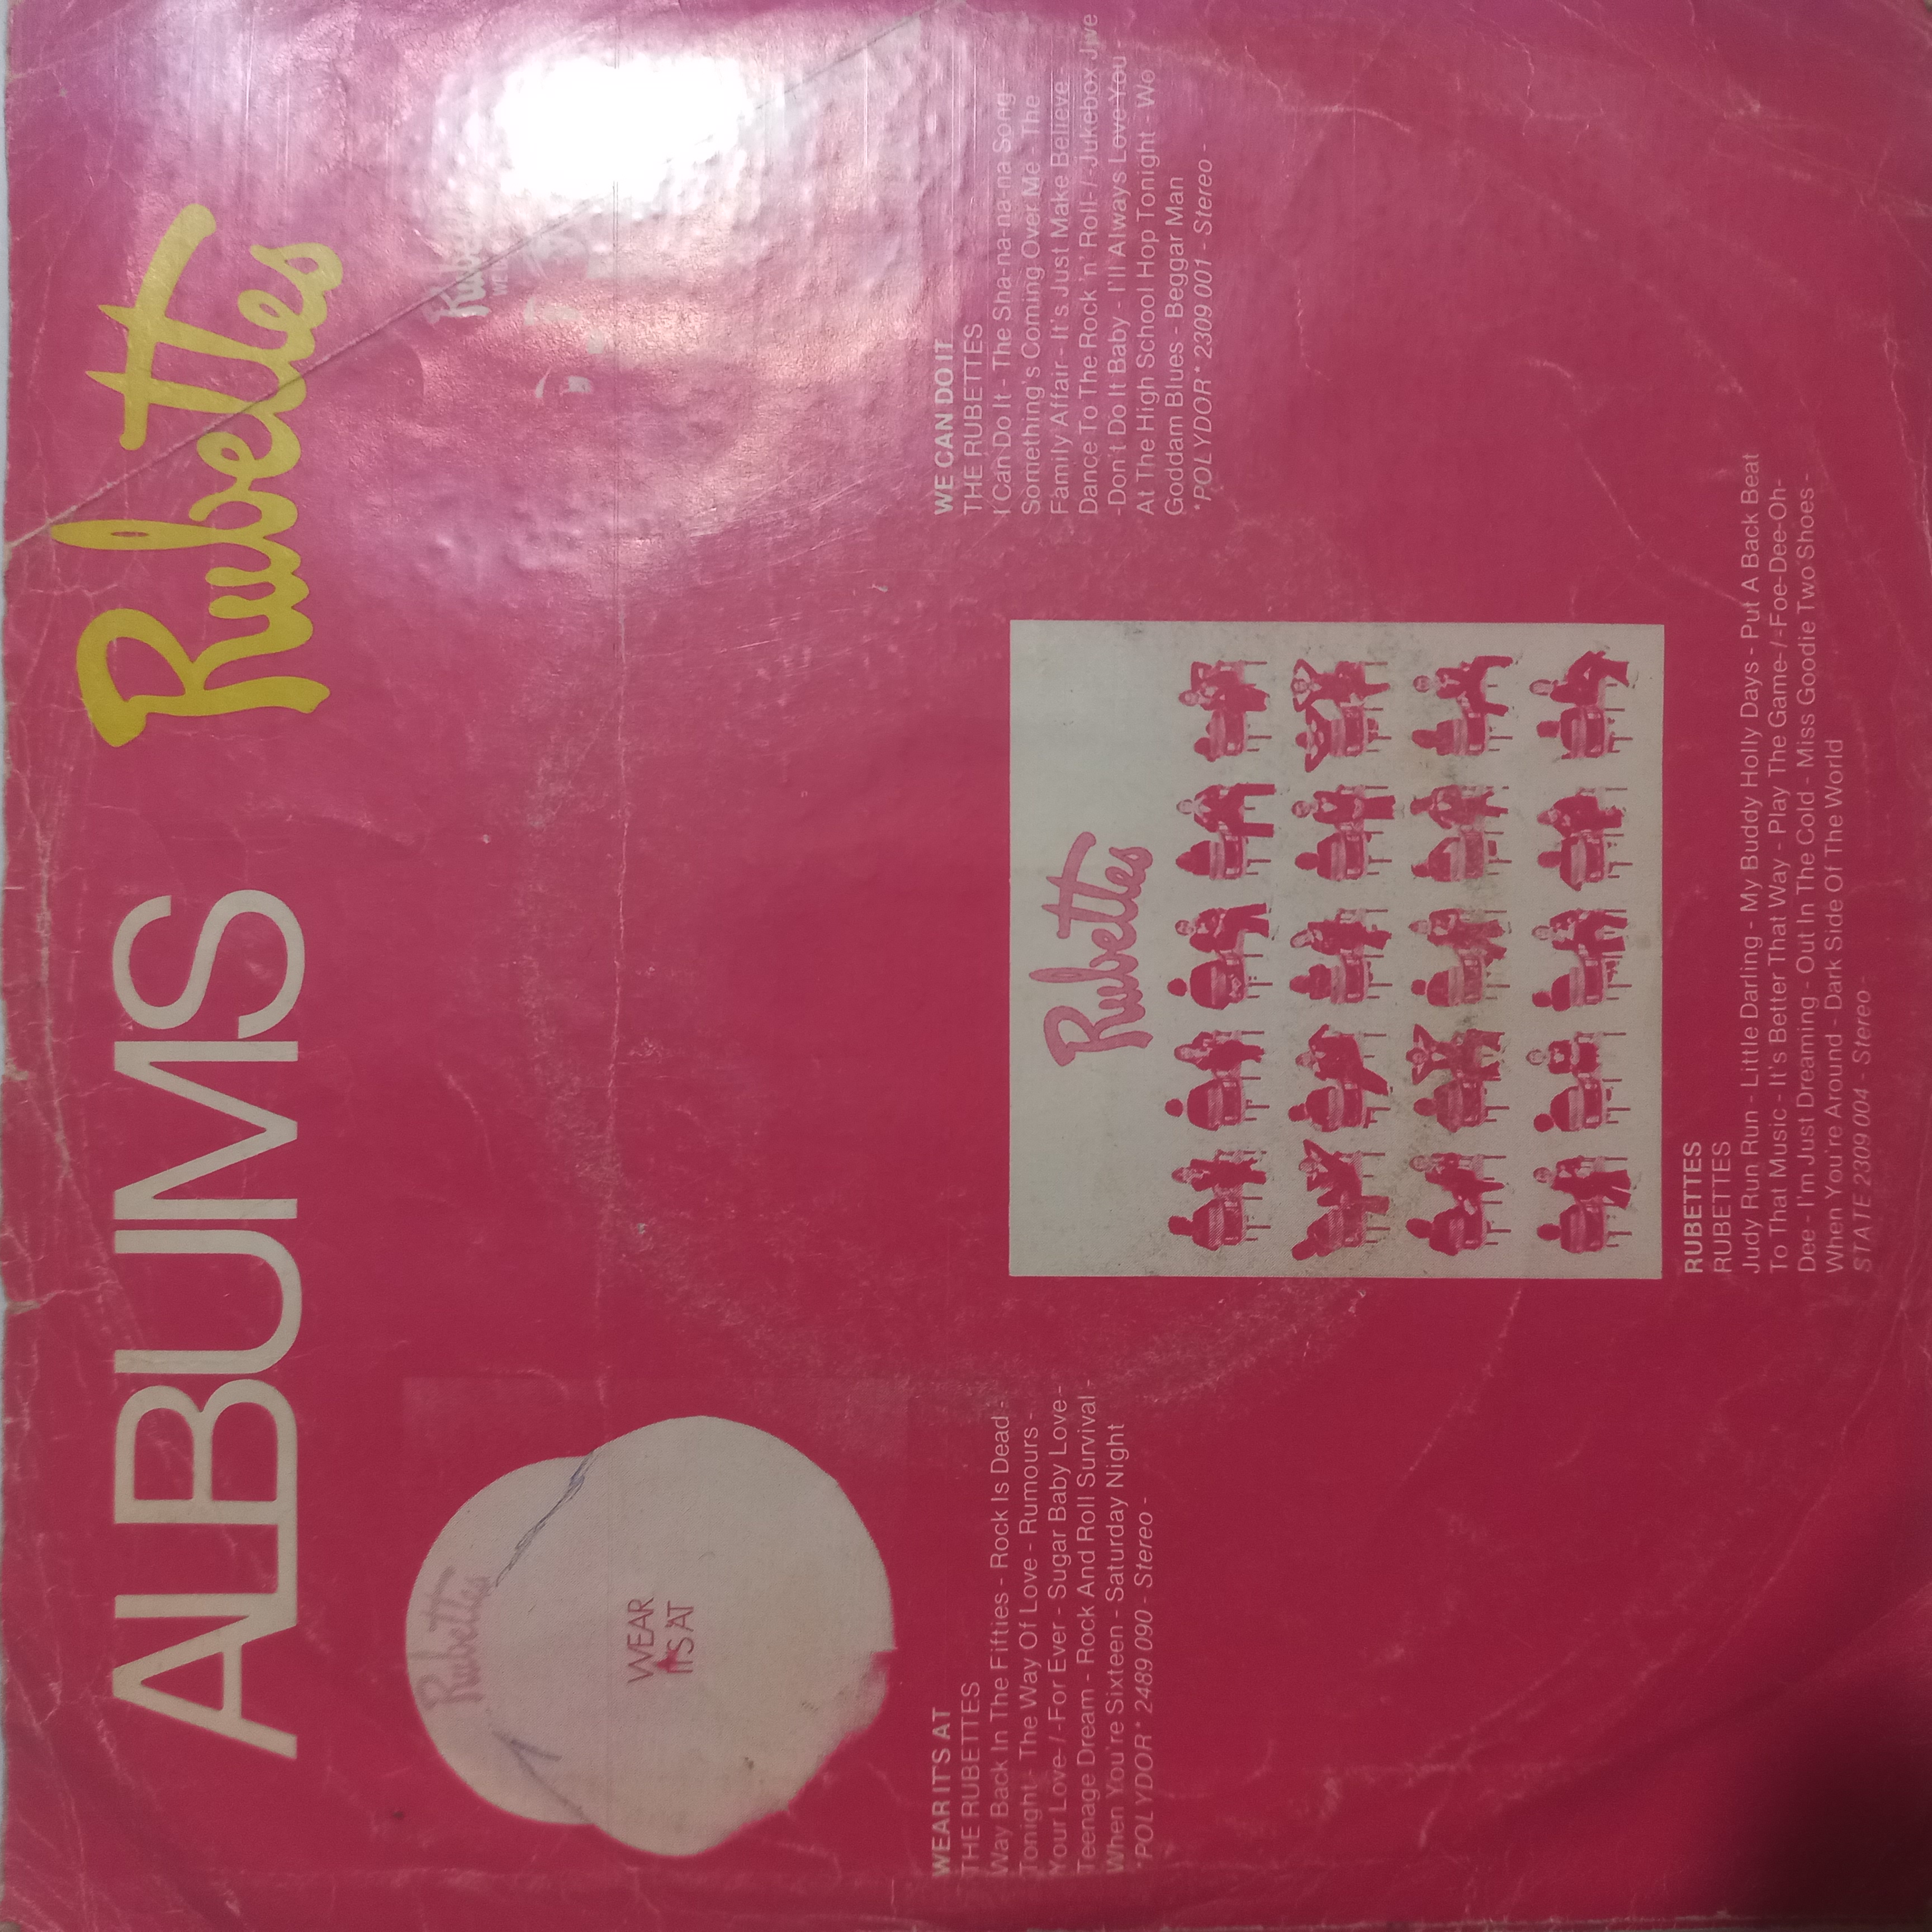 ALBUMS Rubettes
Rubettes
WEAR
IT'S AT
WEAR IT'S AT
THE RUBETTES
Way Back In The Fifties - Rock Is Dead -
Tonight - The Way Of Love - Rumours -
Your Love- / -For Ever - Sugar Baby Love -
Teenage Dream - Rock And Roll Survival -
When You're Sixteen - Saturday Night
*POLYDOR* 2489 090 - Stereo -
WE CAN DO IT
THE RUBETTES
I Can Do It - The Sha-na-na-na Song
Something's Coming Over Me - The
Family Affair - It's Just Make Believe
Dance To The Rock 'n' Roll- / -Jukebox Jive
-Don't Do It Baby - I'll Always Love You -
At The High School Hop Tonight - Wo
Goddam Blues - Beggar Man
*POLYDOR* 2309 001 - Stereo -
Rubettes
RUBETTES
RUBETTES
Judy Run Run - Little Darling - My Buddy Holly Days - Put A Back Beat
To That Music - It's Better That Way - Play The Game- / -Foe-Dee-Oh-
Dee - I'm Just Dreaming - Out In The Cold - Miss Goodie Two Shoes -
When You're Around - Dark Side Of The World
STATE 2309 004 - Stereo -